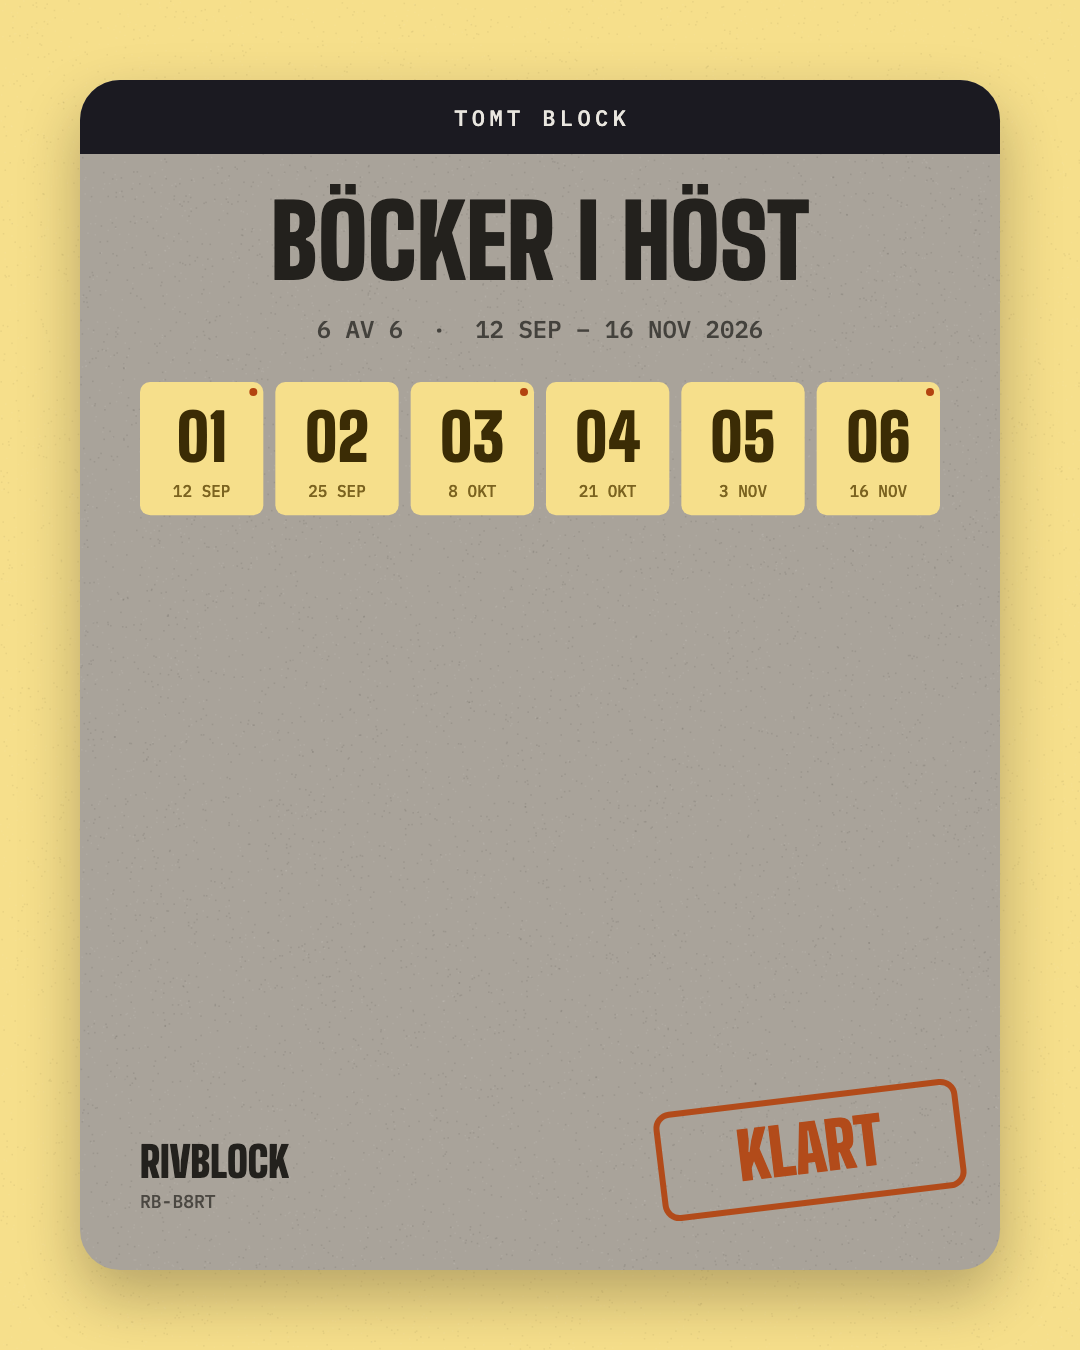 TOMT BLOCK
BÖCKER I HÖST
6 AV 6 · 12 SEP – 16 NOV 2026
01 02 03 04 05 06
12 SEP 25 SEP 8 OKT 21 OKT 3 NOV 16 NOV
KLART
RIVBLOCK
RB-B8RT